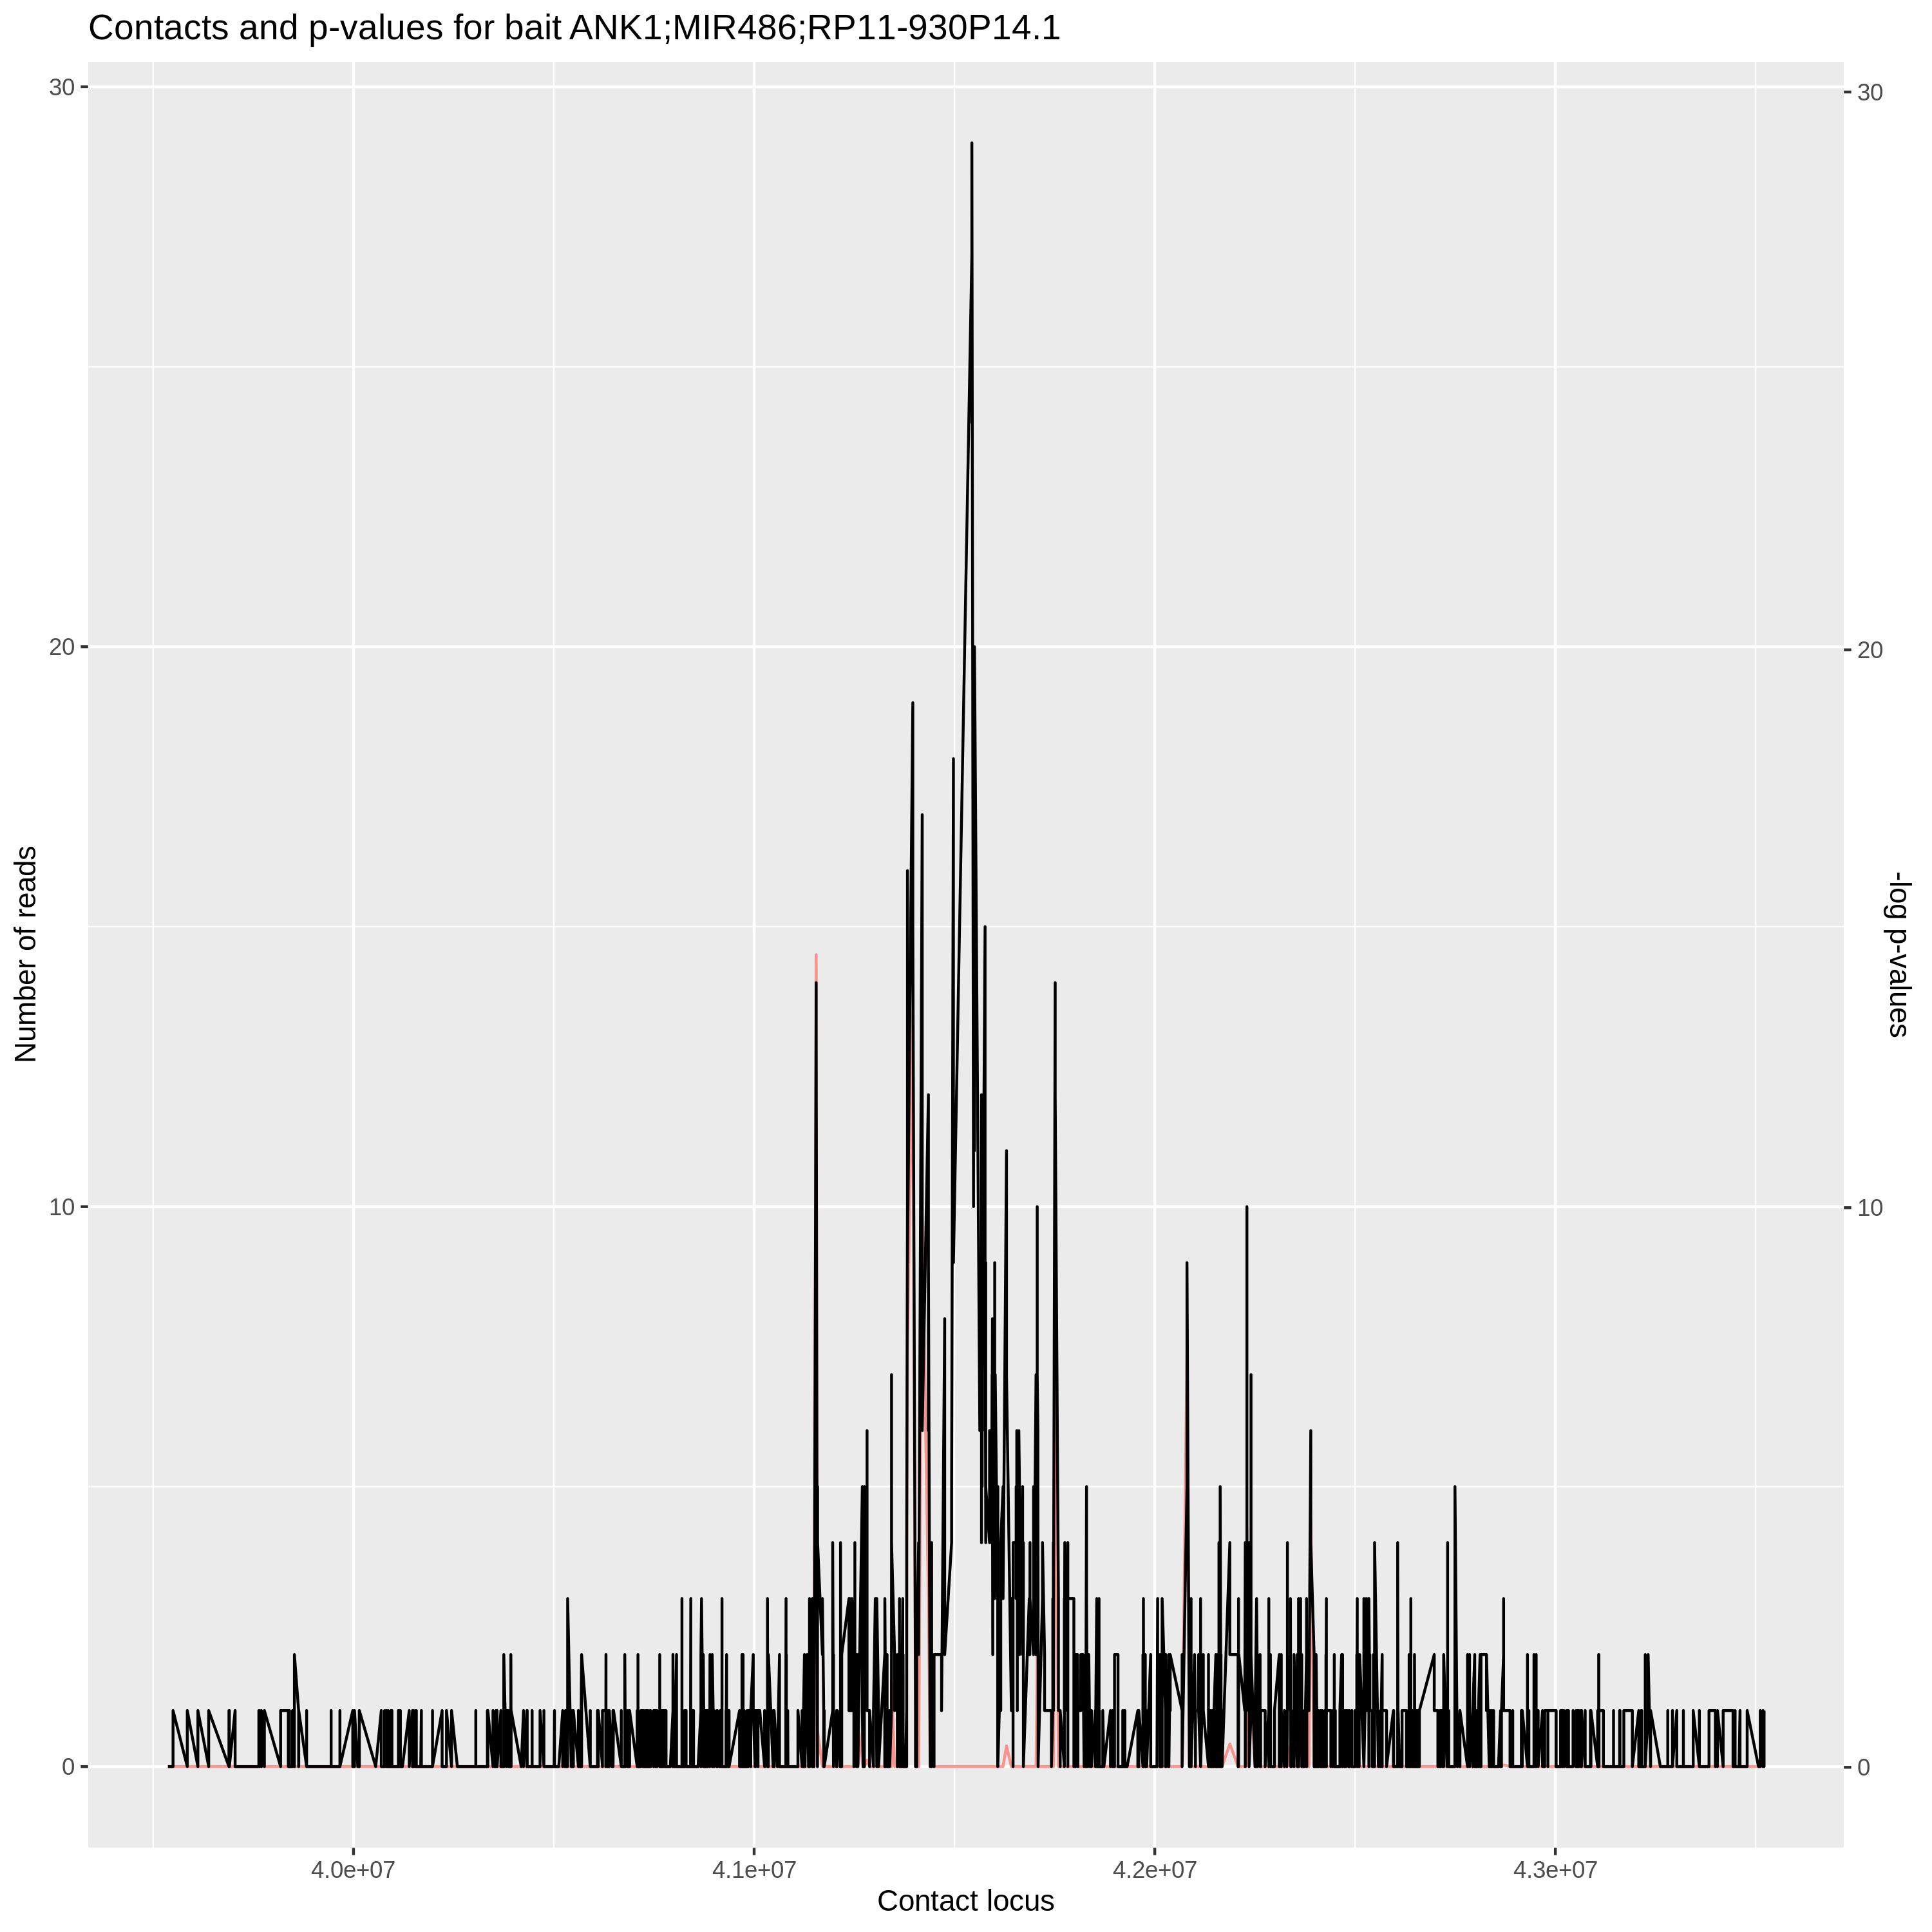 Contacts and p-values for bait ANK1;MIR486;RP11-930P14.1
30
20
10
0
30
20
10
0
Number of reads
-log p-values
4.0e+07
4.1e+07
4.2e+07
4.3e+07
Contact locus